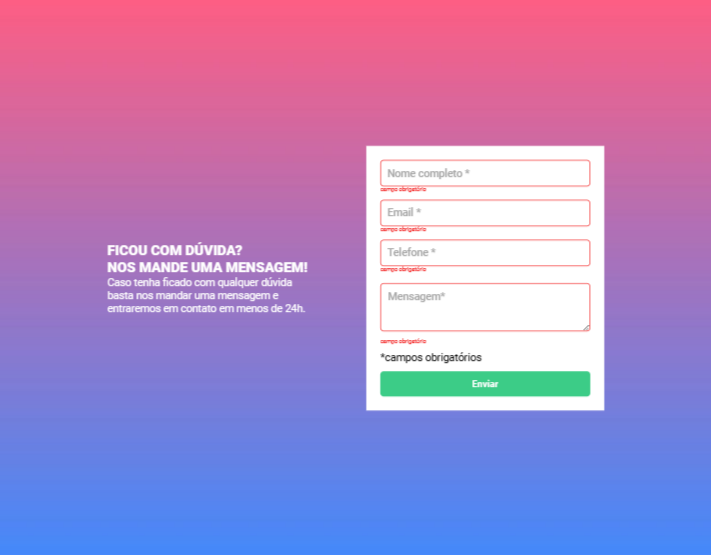 FICOU COM DÚVIDA?
NOS MANDE UMA MENSAGEM!
Caso tenha ficado com qualquer dúvida
basta nos mandar uma mensagem e
entraremos em contato em menos de 24h.
Nome completo *
campo obrigatório
Email *
campo obrigatório
Telefone *
campo obrigatório
Mensagem*
campo obrigatório
*campos obrigatórios
Enviar